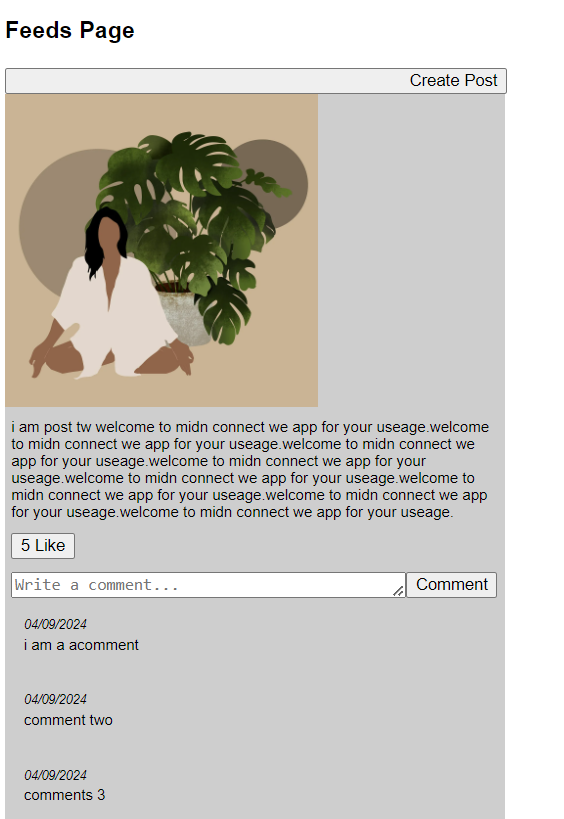 Feeds Page
Create Post
i am post tw welcome to midn connect we app for your useage.welcome
to midn connect we app for your useage.welcome to midn connect we
app for your useage.welcome to midn connect we app for your
useage.welcome to midn connect we app for your useage.welcome to
midn connect we app for your useage.welcome to midn connect we app
for your useage.welcome to midn connect we app for your useage.
5 Like
Write a comment... Comment
04/09/2024
i am a acomment
04/09/2024
comment two
04/09/2024
comments 3